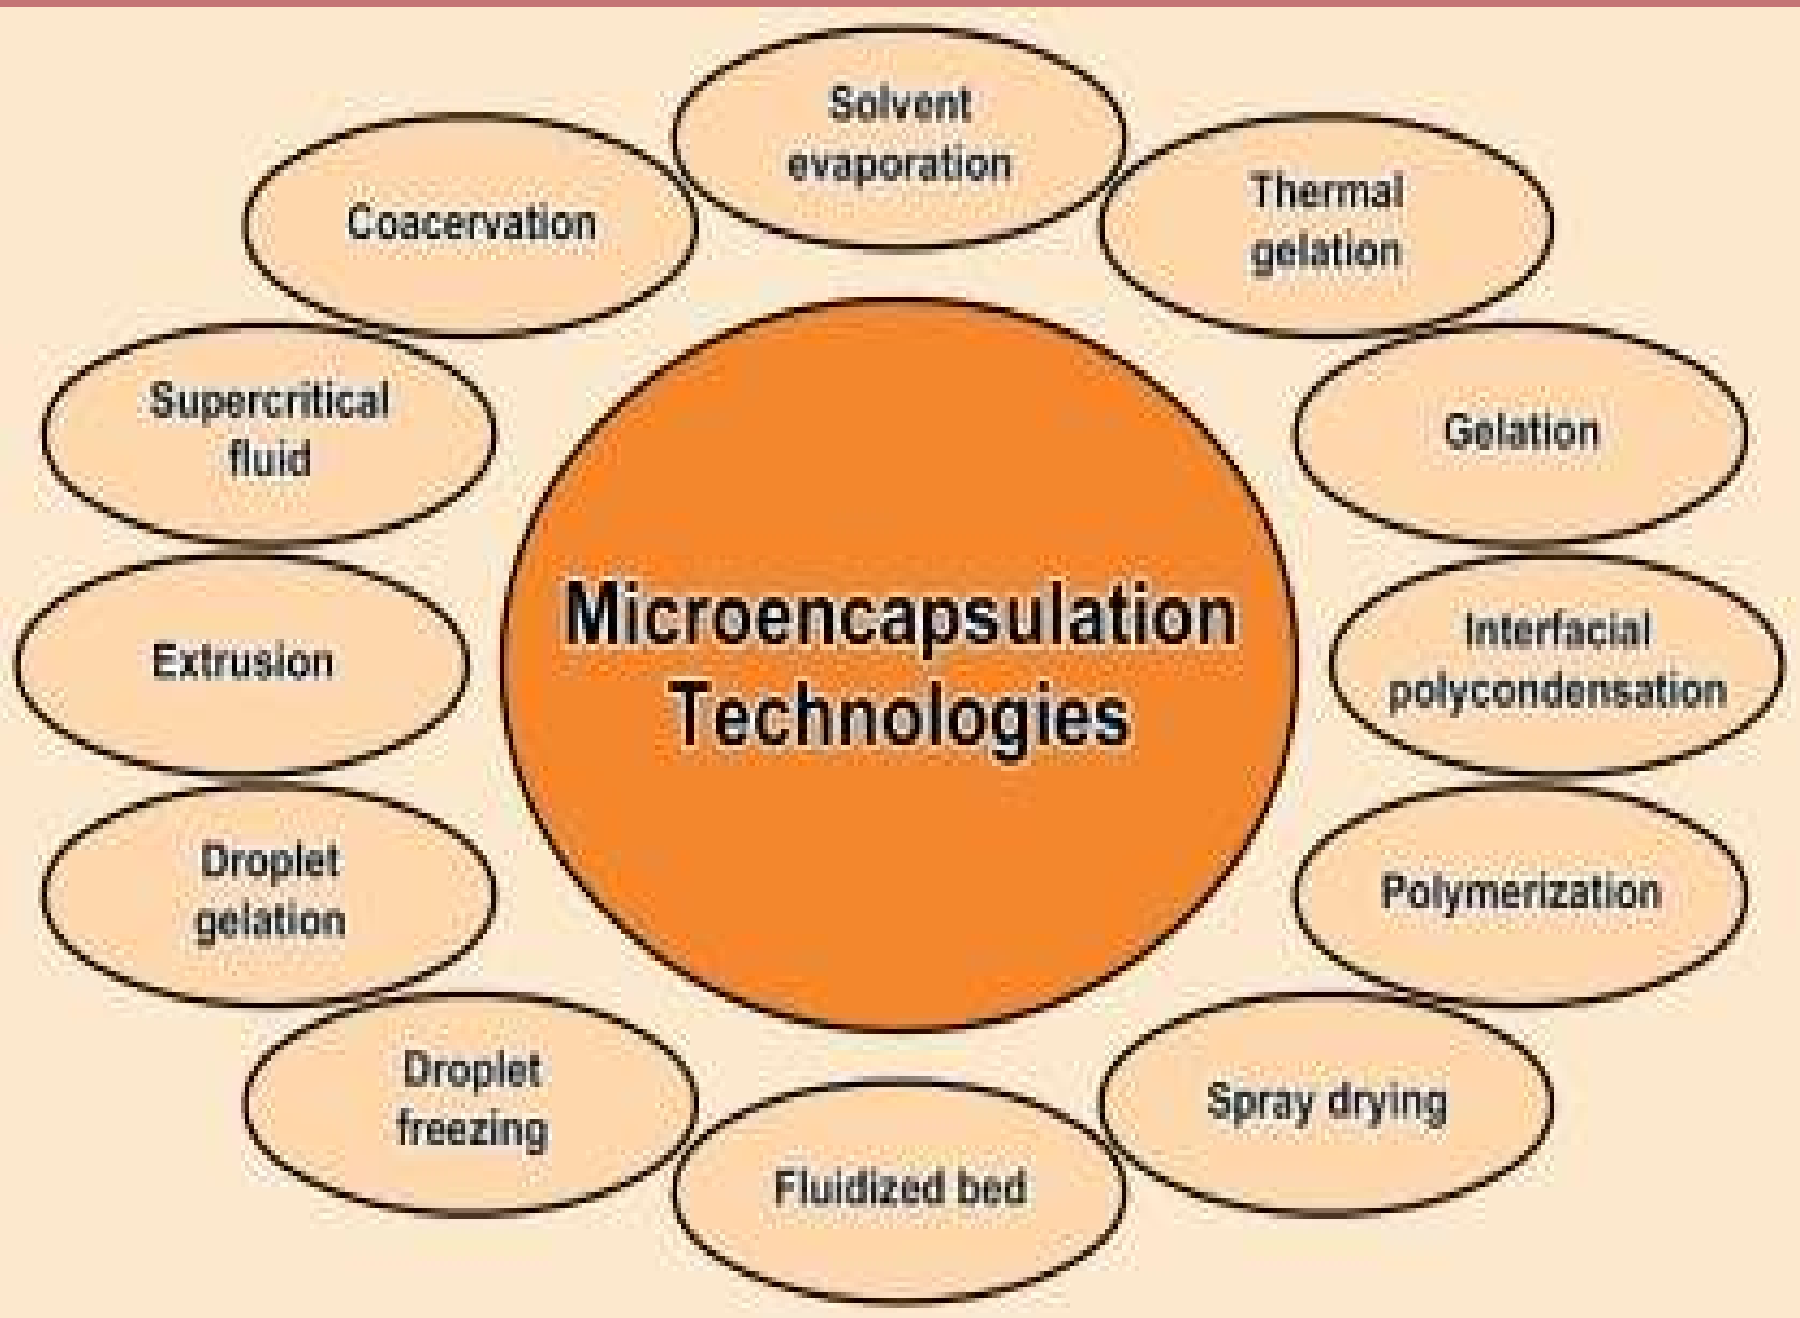 Solvent
evaporation
Thermal
gelation
Coacervation
Supercritical
fluid
Gelation
Microencapsulation
Technologies
Extrusion
Interfacial
polycondensation
Droplet
gelation
Polymerization
Droplet
freezing
Spray drying
Fluidized bed